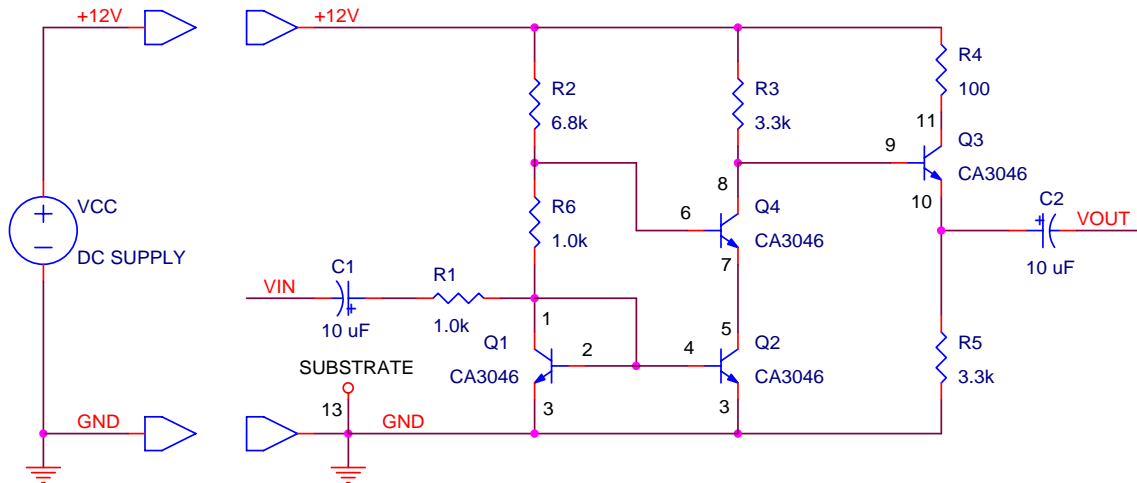 +12V
+12V
R2
6.8k
R3
3.3k
R4
100
11
Q3
CA3046
9
10
8
6
Q4
CA3046
7
R6
1.0k
VCC
DC SUPPLY
+
C2
VOUT
10 uF
VIN
C1
+
10 uF
R1
1.0k
1
Q1
CA3046
2
4
5
Q2
CA3046
R5
3.3k
SUBSTRATE
13
3
3
GND
GND